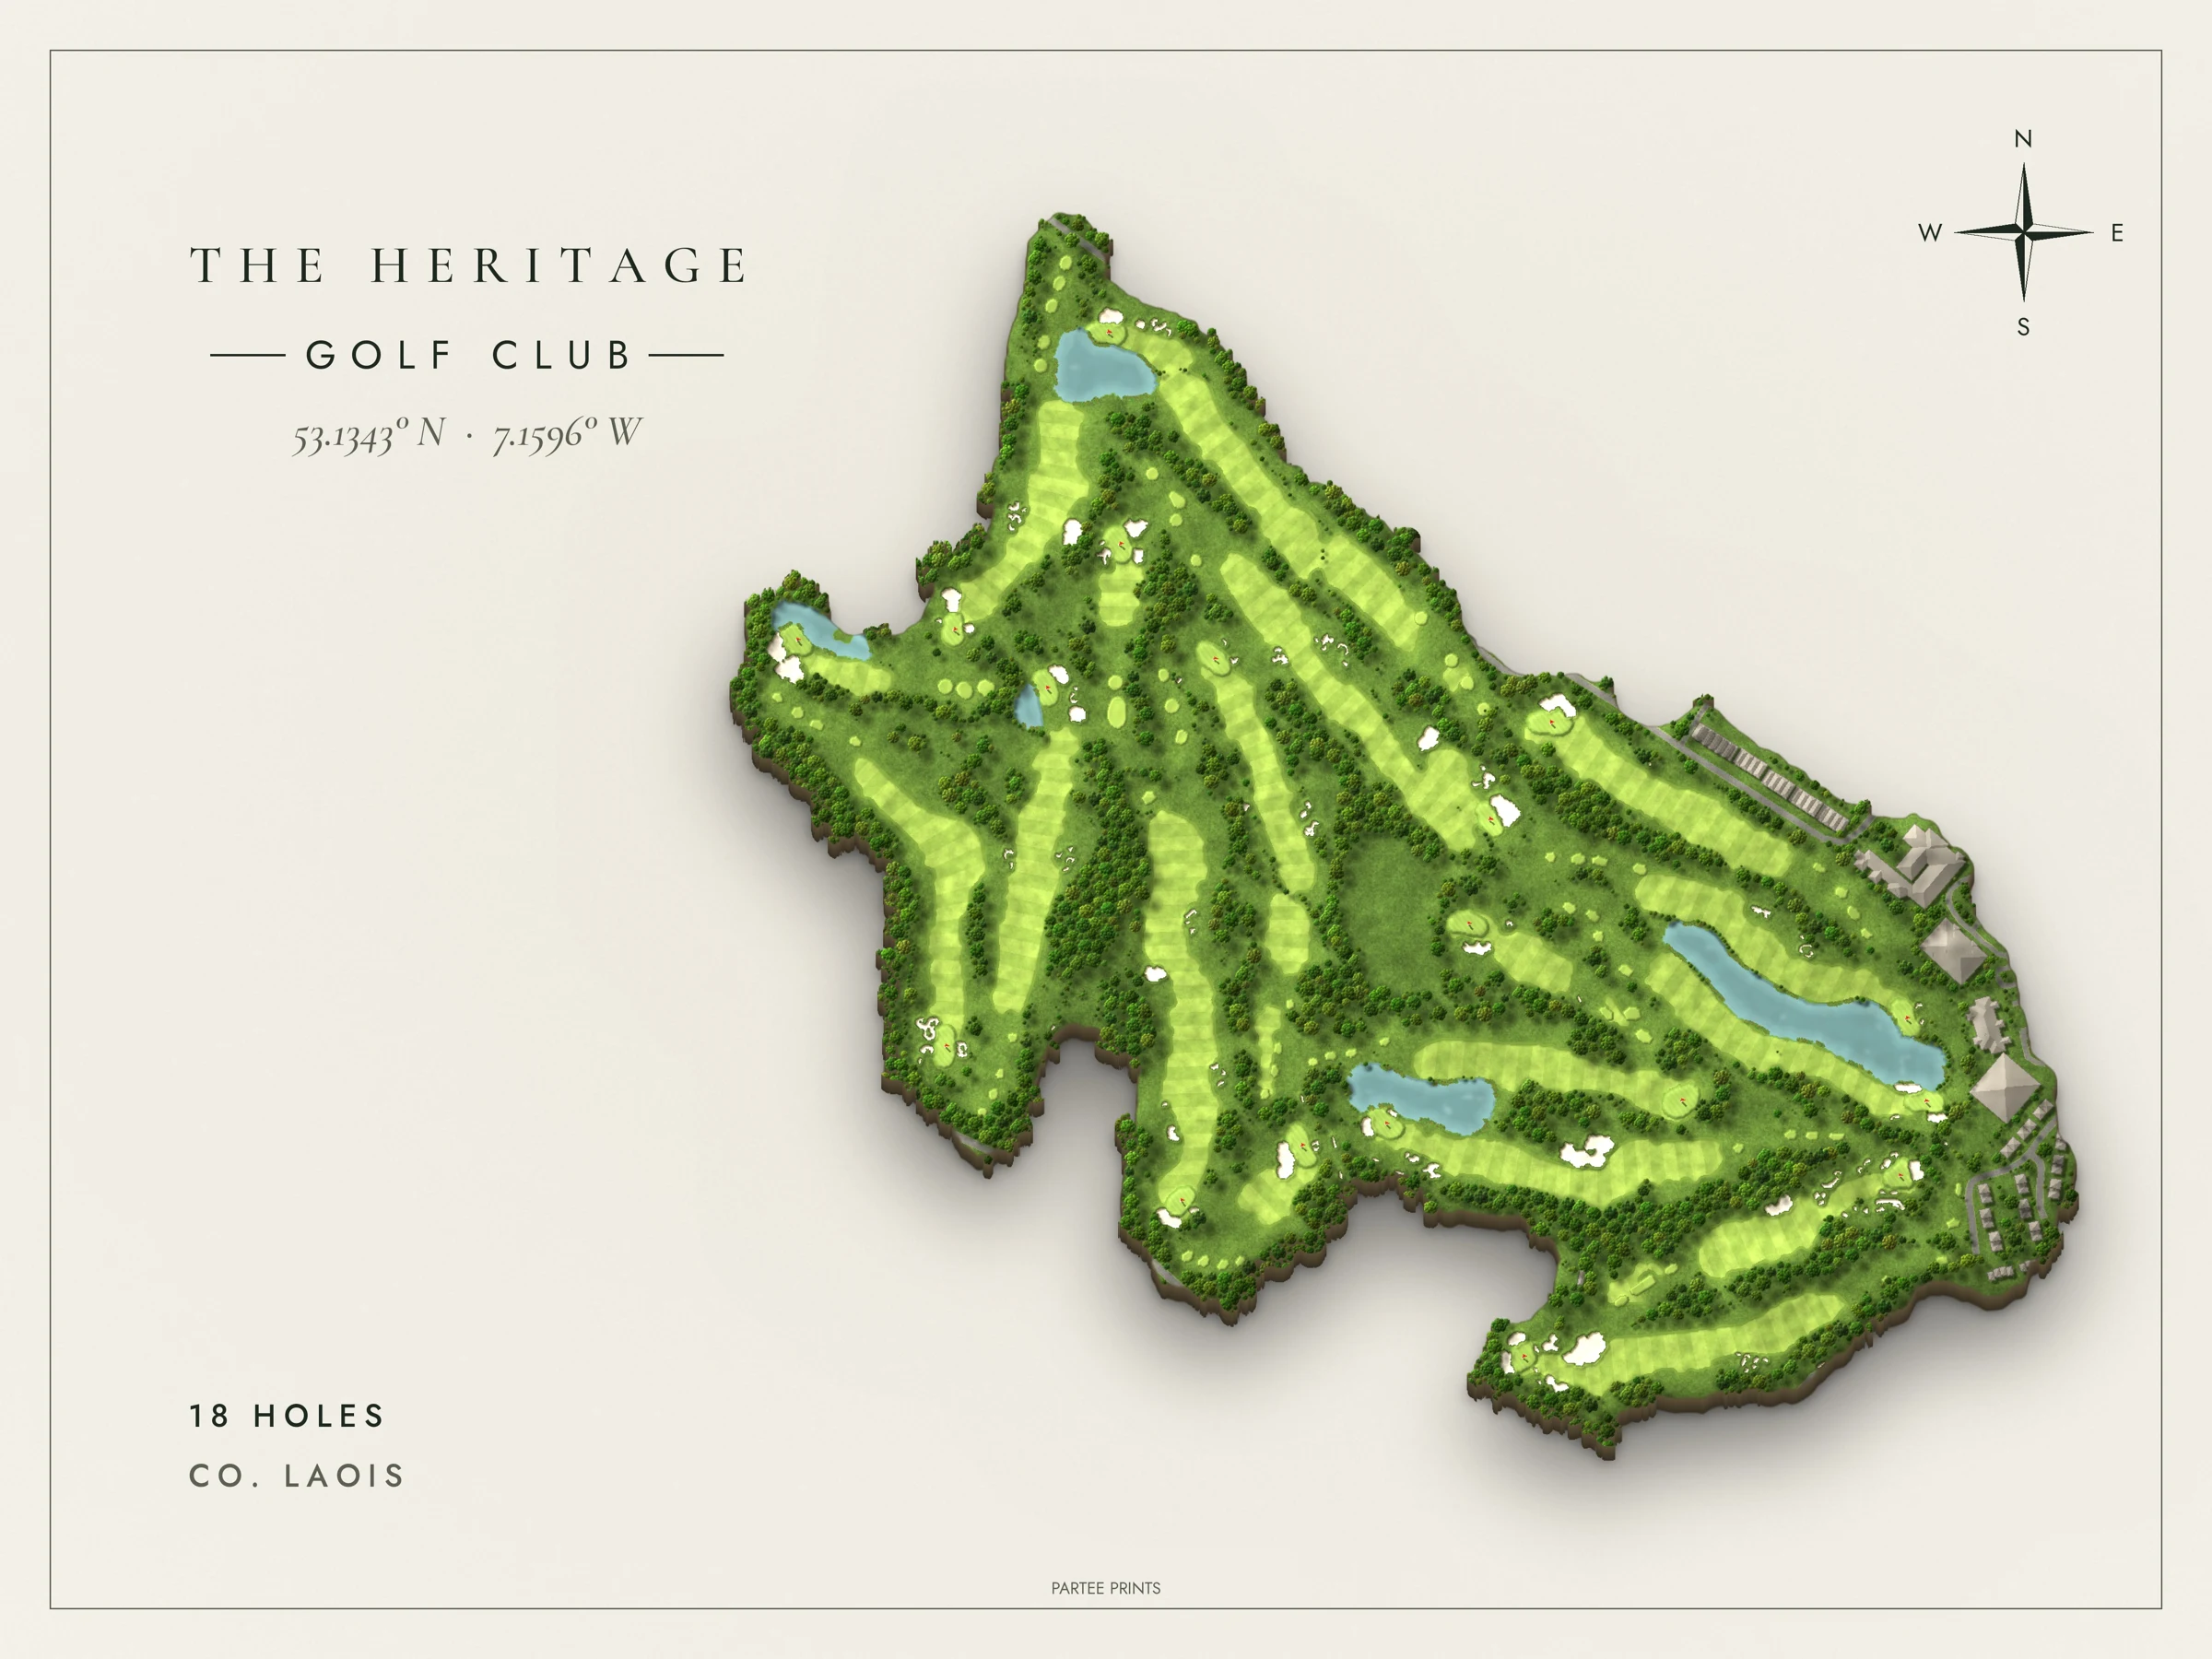 THE HERITAGE
GOLF CLUB
53.1343° N · 7.1596° W
N
W E
S
18 HOLES
CO. LAOIS
PARTEE PRINTS